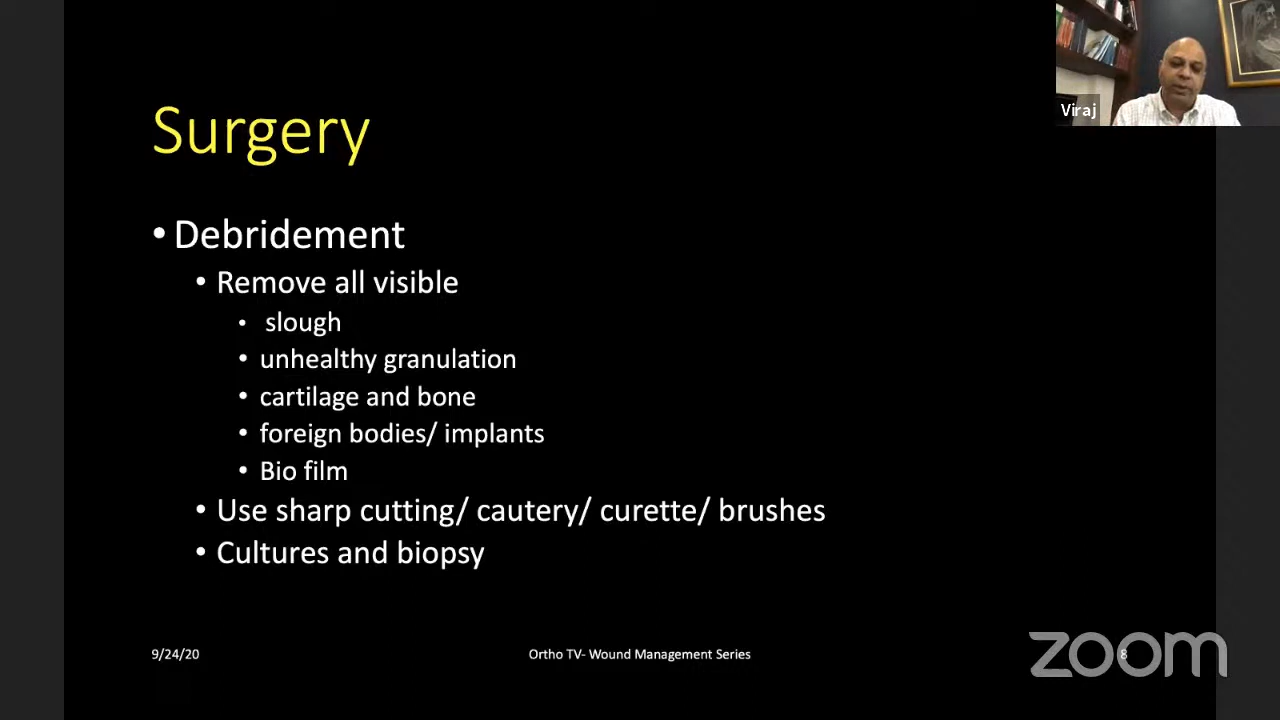 Viraj
Surgery
• Debridement
• Remove all visible
• slough
• unhealthy granulation
• cartilage and bone
• foreign bodies/ implants
• Bio film
• Use sharp cutting/ cautery/ curette/ brushes
• Cultures and biopsy
9/24/20
Ortho TV- Wound Management Series
8
zoom